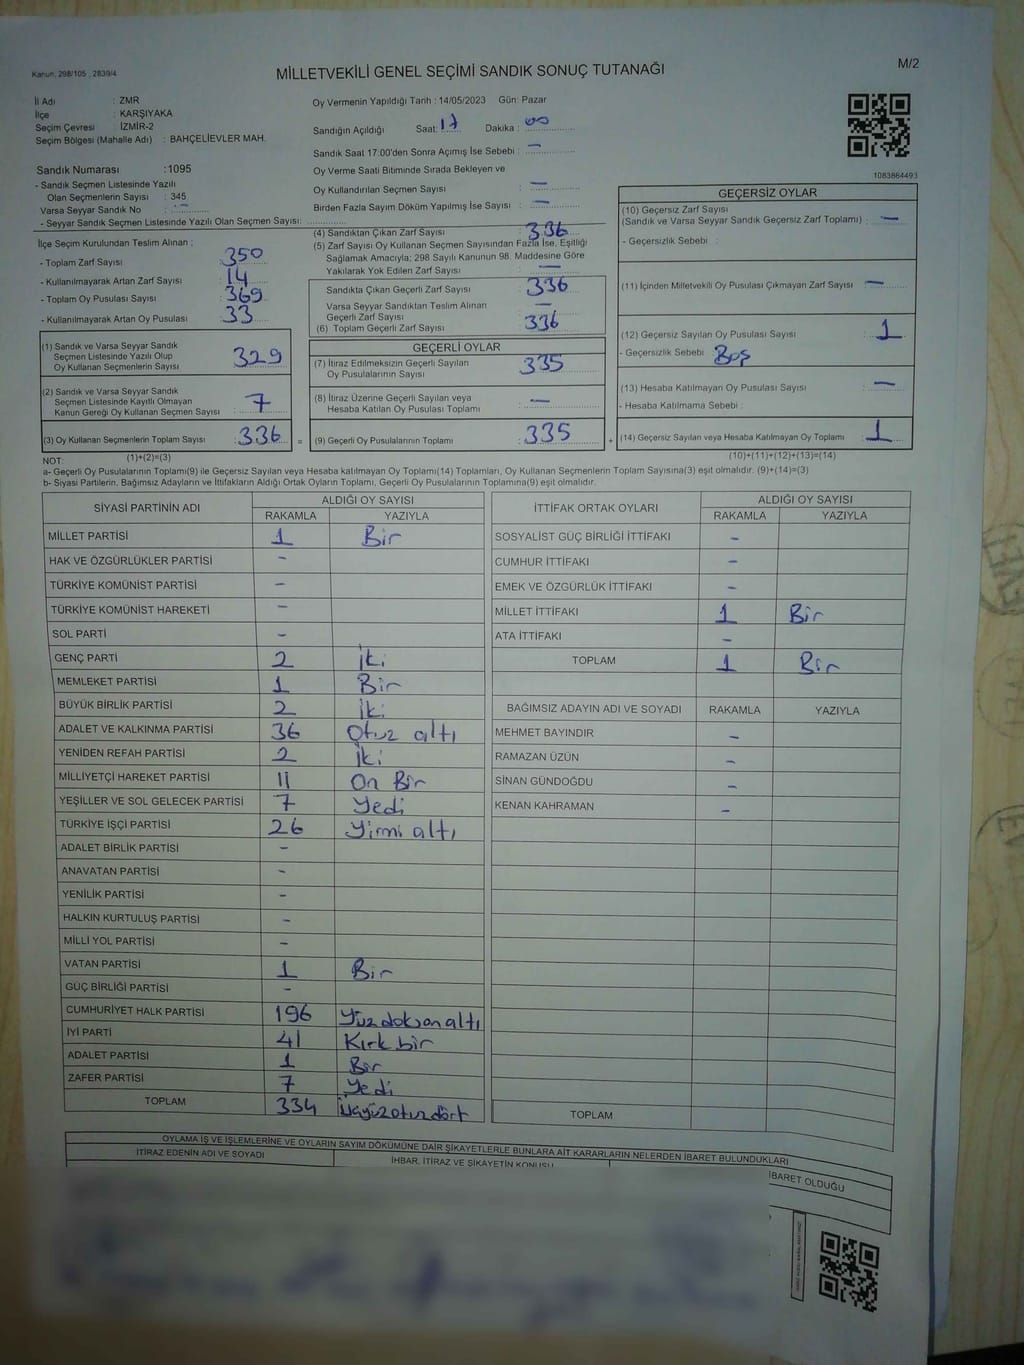 Kanun, 298/105 , 2839/4
MİLLETVEKİLİ GENEL SEÇİMİ SANDIK SONUÇ TUTANAĞI
M/2
İl Adı : ZMR
İlçe : KARŞIYAKA
Seçim Çevresi : İZMİR-2
Seçim Bölgesi (Mahalle Adı) : BAHÇELİEVLER MAH.
Oy Vermenin Yapıldığı Tarih : 14/05/2023 Gün: Pazar
Sandığın Açıldığı Saat: 17 Dakika : 00
Sandık Saat 17:00'den Sonra Açımış İse Sebebi : —
Oy Verme Saati Bitiminde Sırada Bekleyen ve
Oy Kullandırılan Seçmen Sayısı : —
Birden Fazla Sayım Döküm Yapılmış İse Sayısı : —
1083864493
Sandık Numarası :1095
- Sandık Seçmen Listesinde Yazılı
Olan Seçmenlerin Sayısı : 345
Varsa Seyyar Sandık No : —
- Seyyar Sandık Seçmen Listesinde Yazılı Olan Seçmen Sayısı:
İlçe Seçim Kurulundan Teslim Alınan ;
- Toplam Zarf Sayısı : 350
- Kullanılmayarak Artan Zarf Sayısı : 14
- Toplam Oy Pusulası Sayısı : 369
- Kullanılmayarak Artan Oy Pusulası : 33
(1) Sandık ve Varsa Seyyar Sandık
Seçmen Listesinde Yazılı Olup
Oy Kullanan Seçmenlerin Sayısı : 329
(2) Sandık ve Varsa Seyyar Sandık
Seçmen Listesinde Kayıtlı Olmayan
Kanun Gereği Oy Kullanan Seçmen Sayısı : 7
(3) Oy Kullanan Seçmenlerin Toplam Sayısı : 336 =
(1)+(2)=(3)
(4) Sandıktan Çıkan Zarf Sayısı : 336
(5) Zarf Sayısı Oy Kullanan Seçmen Sayısından Fazla İse, Eşitliği
Sağlamak Amacıyla; 298 Sayılı Kanunun 98. Maddesine Göre
Yakılarak Yok Edilen Zarf Sayısı : —
Sandıkta Çıkan Geçerli Zarf Sayısı : 336
Varsa Seyyar Sandıktan Teslim Alınan
Geçerli Zarf Sayısı : —
(6) Toplam Geçerli Zarf Sayısı : 336
GEÇERLİ OYLAR
(7) İtiraz Edilmeksizin Geçerli Sayılan
Oy Pusulalarının Sayısı : 335
(8) İtiraz Üzerine Geçerli Sayılan veya
Hesaba Katılan Oy Pusulası Toplamı : —
(9) Geçerli Oy Pusulalarının Toplamı : 335 +
GEÇERSİZ OYLAR
(10) Geçersiz Zarf Sayısı
(Sandık ve Varsa Seyyar Sandık Geçersiz Zarf Toplamı) : —
- Geçersizlik Sebebi :
(11) İçinden Milletvekili Oy Pusulası Çıkmayan Zarf Sayısı : —
(12) Geçersiz Sayılan Oy Pusulası Sayısı : 1
- Geçersizlik Sebebi : Boş
(13) Hesaba Katılmayan Oy Pusulası Sayısı : —
- Hesaba Katılmama Sebebi :
(14) Geçersiz Sayılan veya Hesaba Katılmayan Oy Toplamı : 1
(10)+(11)+(12)+(13)=(14)
NOT:
a- Geçerli Oy Pusulalarının Toplamı(9) ile Geçersiz Sayılan veya Hesaba katılmayan Oy Toplamı(14) Toplamları, Oy Kullanan Seçmenlerin Toplam Sayısına(3) eşit olmalıdır. (9)+(14)=(3)
b- Siyasi Partilerin, Bağımsız Adayların ve İttifakların Aldığı Ortak Oyların Toplamı, Geçerli Oy Pusulalarının Toplamına(9) eşit olmalıdır.
SİYASİ PARTİNİN ADI ALDIĞI OY SAYISI
RAKAMLA YAZIYLA
MİLLET PARTİSİ 1 Bir
HAK VE ÖZGÜRLÜKLER PARTİSİ -
TÜRKİYE KOMÜNİST PARTİSİ -
TÜRKİYE KOMÜNİST HAREKETİ -
SOL PARTİ -
GENÇ PARTİ 2 İki
MEMLEKET PARTİSİ 1 Bir
BÜYÜK BİRLİK PARTİSİ 2 İki
ADALET VE KALKINMA PARTİSİ 36 Otuz altı
YENİDEN REFAH PARTİSİ 2 İki
MİLLİYETÇİ HAREKET PARTİSİ 11 On Bir
YEŞİLLER VE SOL GELECEK PARTİSİ 7 Yedi
TÜRKİYE İŞÇİ PARTİSİ 26 Yirmi altı
ADALET BİRLİK PARTİSİ -
ANAVATAN PARTİSİ -
YENİLİK PARTİSİ -
HALKIN KURTULUŞ PARTİSİ -
MİLLİ YOL PARTİSİ -
VATAN PARTİSİ 1 Bir
GÜÇ BİRLİĞİ PARTİSİ -
CUMHURİYET HALK PARTİSİ 196 Yüzdoksanaltı
İYİ PARTİ 41 Kırk bir
ADALET PARTİSİ 1 Bir
ZAFER PARTİSİ 7 Yedi
TOPLAM 334 Üçyüzotuzdört
İTTİFAK ORTAK OYLARI ALDIĞI OY SAYISI
RAKAMLA YAZIYLA
SOSYALİST GÜÇ BİRLİĞİ İTTİFAKI -
CUMHUR İTTİFAKI -
EMEK VE ÖZGÜRLÜK İTTİFAKI -
MİLLET İTTİFAKI 1 Bir
ATA İTTİFAKI -
TOPLAM 1 Bir
BAĞIMSIZ ADAYIN ADI VE SOYADI RAKAMLA YAZIYLA
MEHMET BAYINDIR -
RAMAZAN ÜZÜN -
SİNAN GÜNDOĞDU -
KENAN KAHRAMAN -
TOPLAM
OYLAMA İŞ VE İŞLEMLERİNE VE OYLARIN SAYIM DÖKÜMÜNE DAİR ŞİKAYETLERLE BUNLARA AİT KARARLARIN NELERDEN İBARET BULUNDUKLARI
İTİRAZ EDENİN ADI VE SOYADI İHBAR, İTİRAZ VE ŞİKAYETİN KONUSU İBARET OLDUĞU